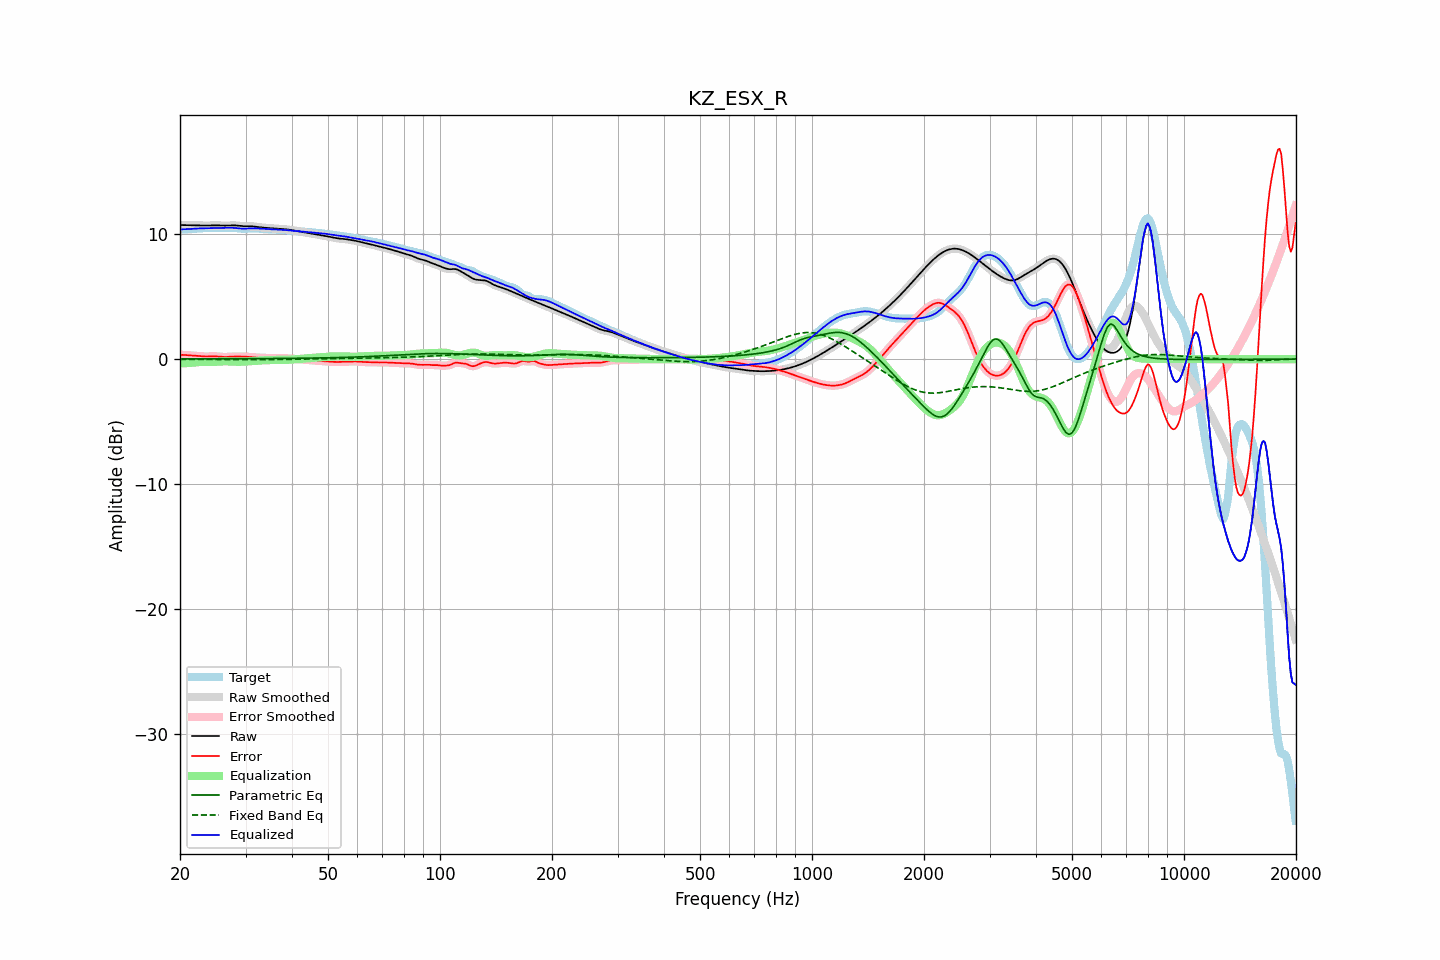 KZ_ESX_R
Amplitude (dBr)
10
0
−10
−20
−30
Target
Raw Smoothed
Error Smoothed
Raw
Error
Equalization
Parametric Eq
Fixed Band Eq
Equalized
20 50 100 200 500 1000 2000 5000 10000 20000
Frequency (Hz)